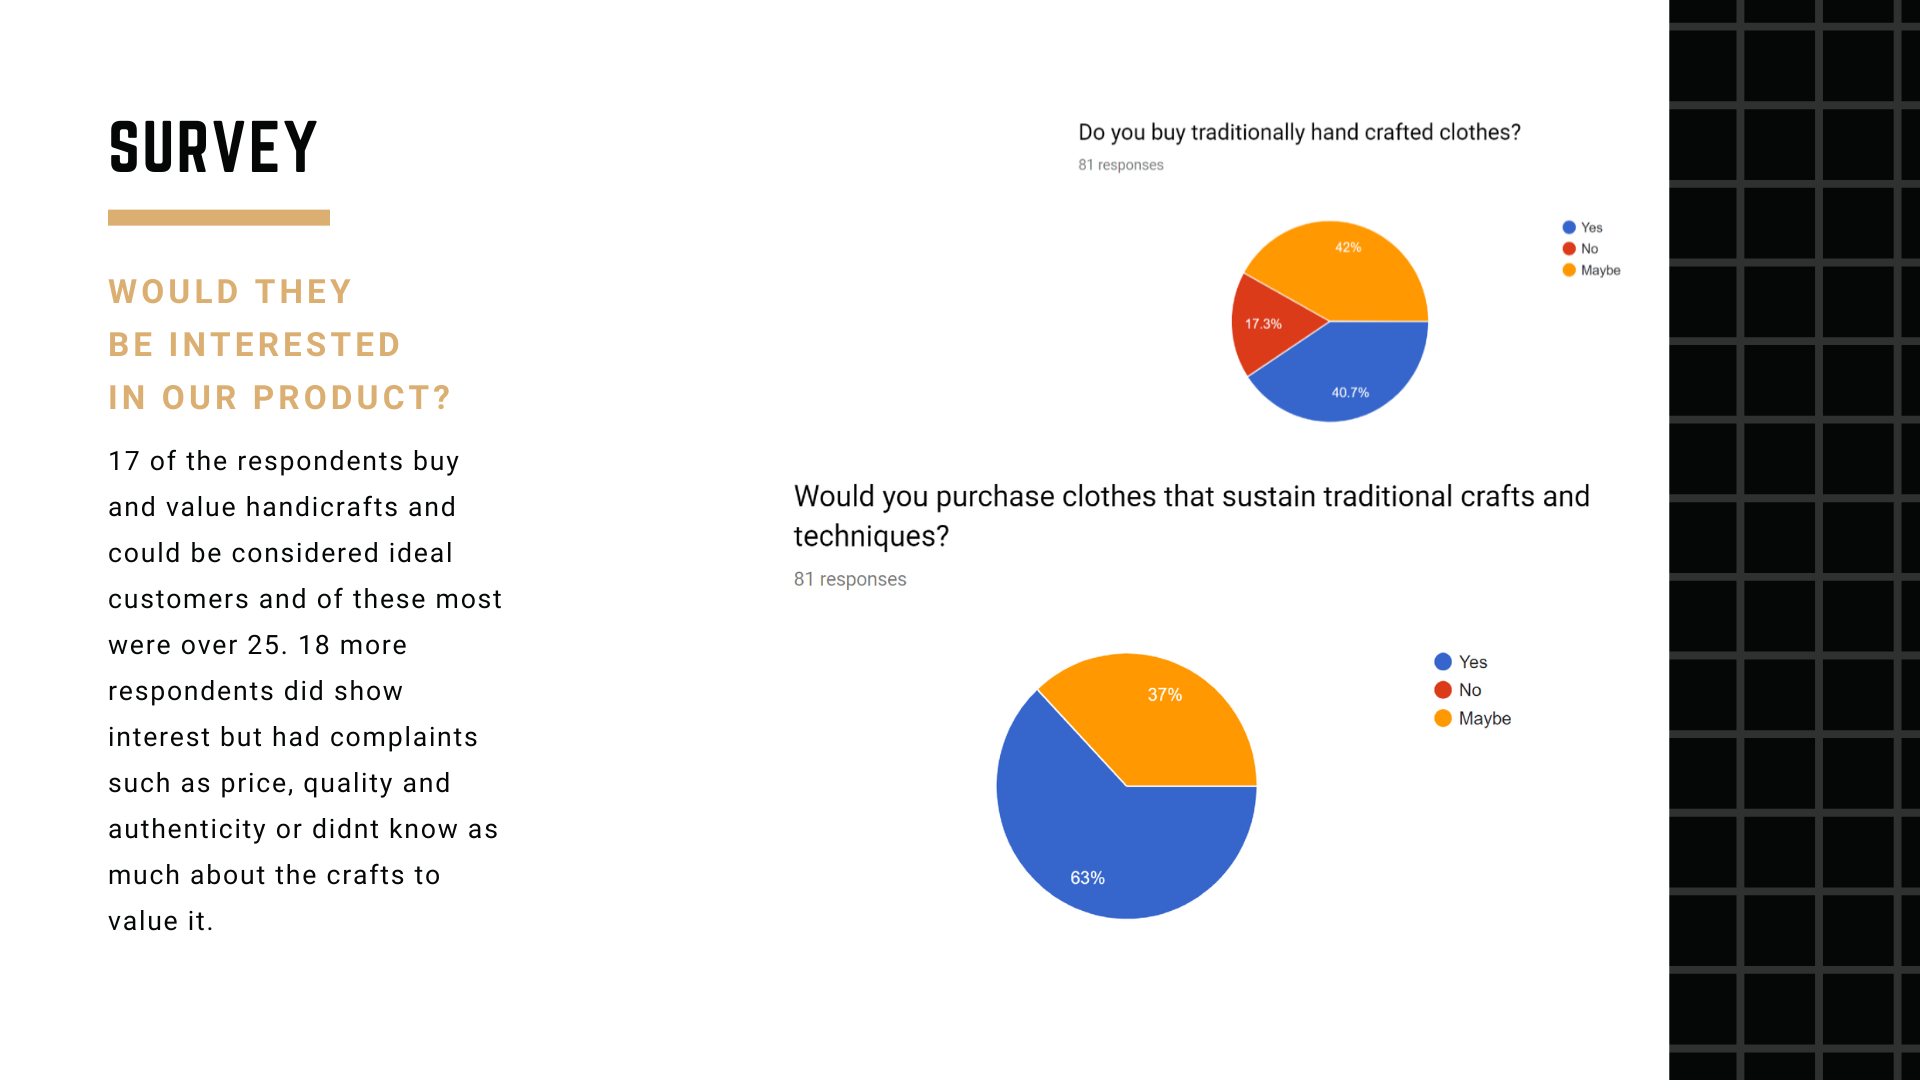 SURVEY
WOULD THEY
BE INTERESTED
IN OUR PRODUCT?
17 of the respondents buy
and value handicrafts and
could be considered ideal
customers and of these most
were over 25. 18 more
respondents did show
interest but had complaints
such as price, quality and
authenticity or didnt know as
much about the crafts to
value it.
Do you buy traditionally hand crafted clothes?
81 responses
42%
17.3%
40.7%
Yes
No
Maybe
Would you purchase clothes that sustain traditional crafts and
techniques?
81 responses
37%
63%
Yes
No
Maybe